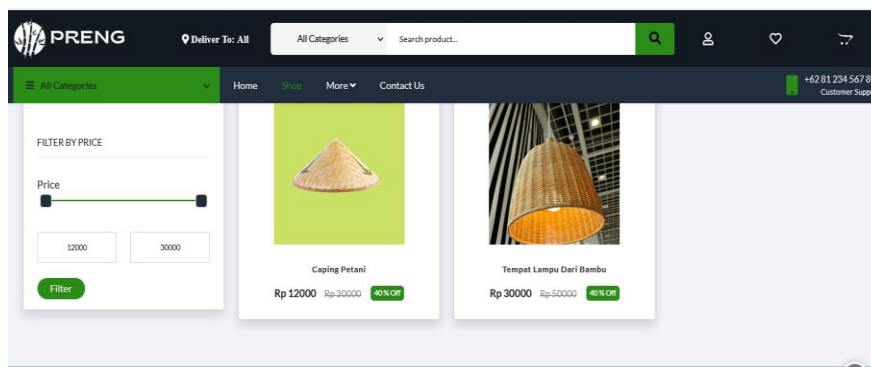 PRENG
Deliver To: All
All Categories
Search product...
All Categories
Home
Shop
More
Contact Us
+62 81 234 567 8
Customer
FILTER BY PRICE
Price
12000
30000
Filter
Caping Petani
Rp 12000 Rp 20000 40% Off
Tempat Lampu Dari Bambu
Rp 30000 Rp 50000 40% Off